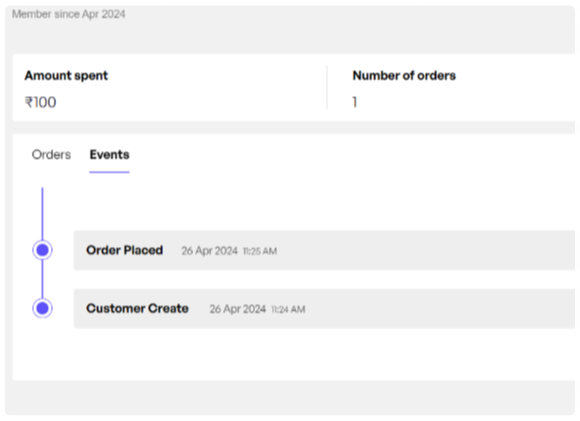 Member since Apr 2024
Amount spent
Number of orders
₹100
1
Orders Events
Order Placed 26 Apr 2024 11:25 AM
Customer Create 26 Apr 2024 11:24 AM